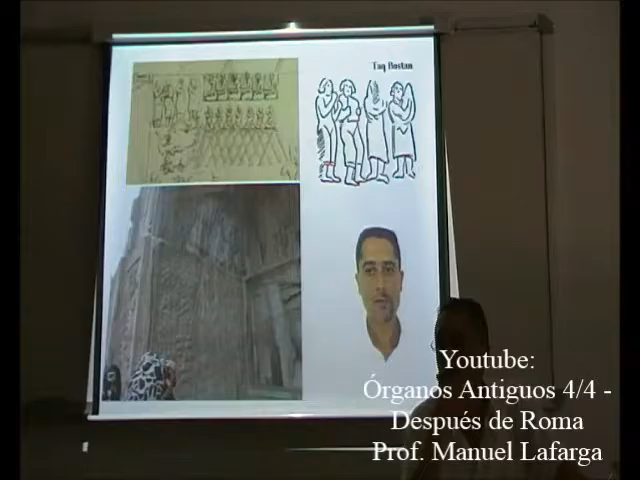 Taq Bostan
Youtube:
Órganos Antiguos 4/4 -
Después de Roma
Prof. Manuel Lafarga